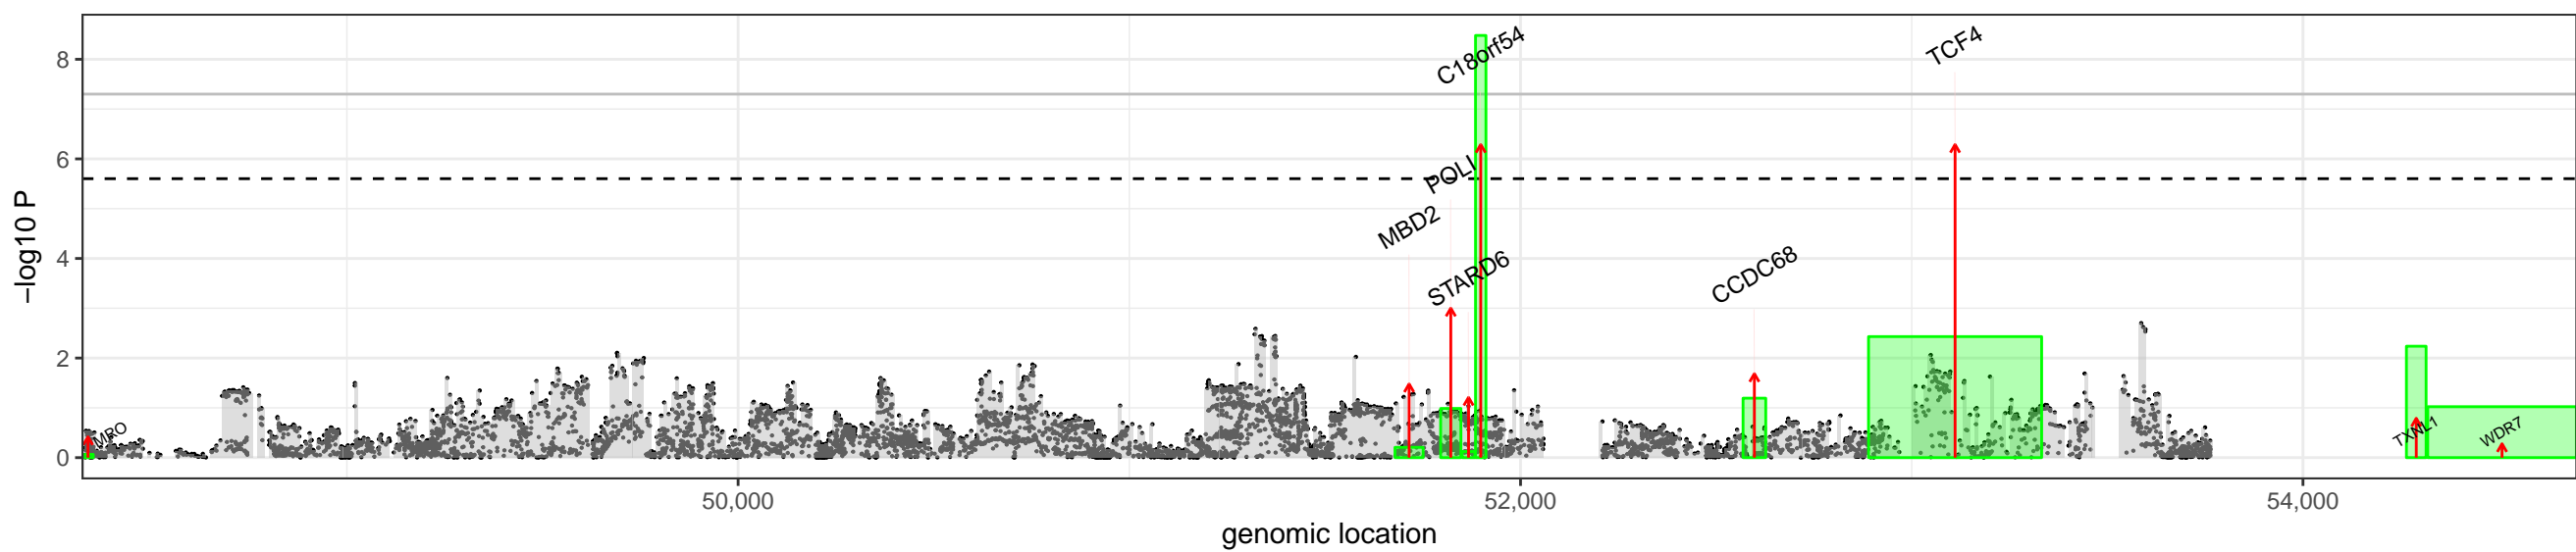 C18orf54
TCF4
8
6
POLI
MBD2
4
STARD6
CCDC68
2
MRO
TXNL1
WDR7
0
−log10 P
50,000
52,000
54,000
genomic location